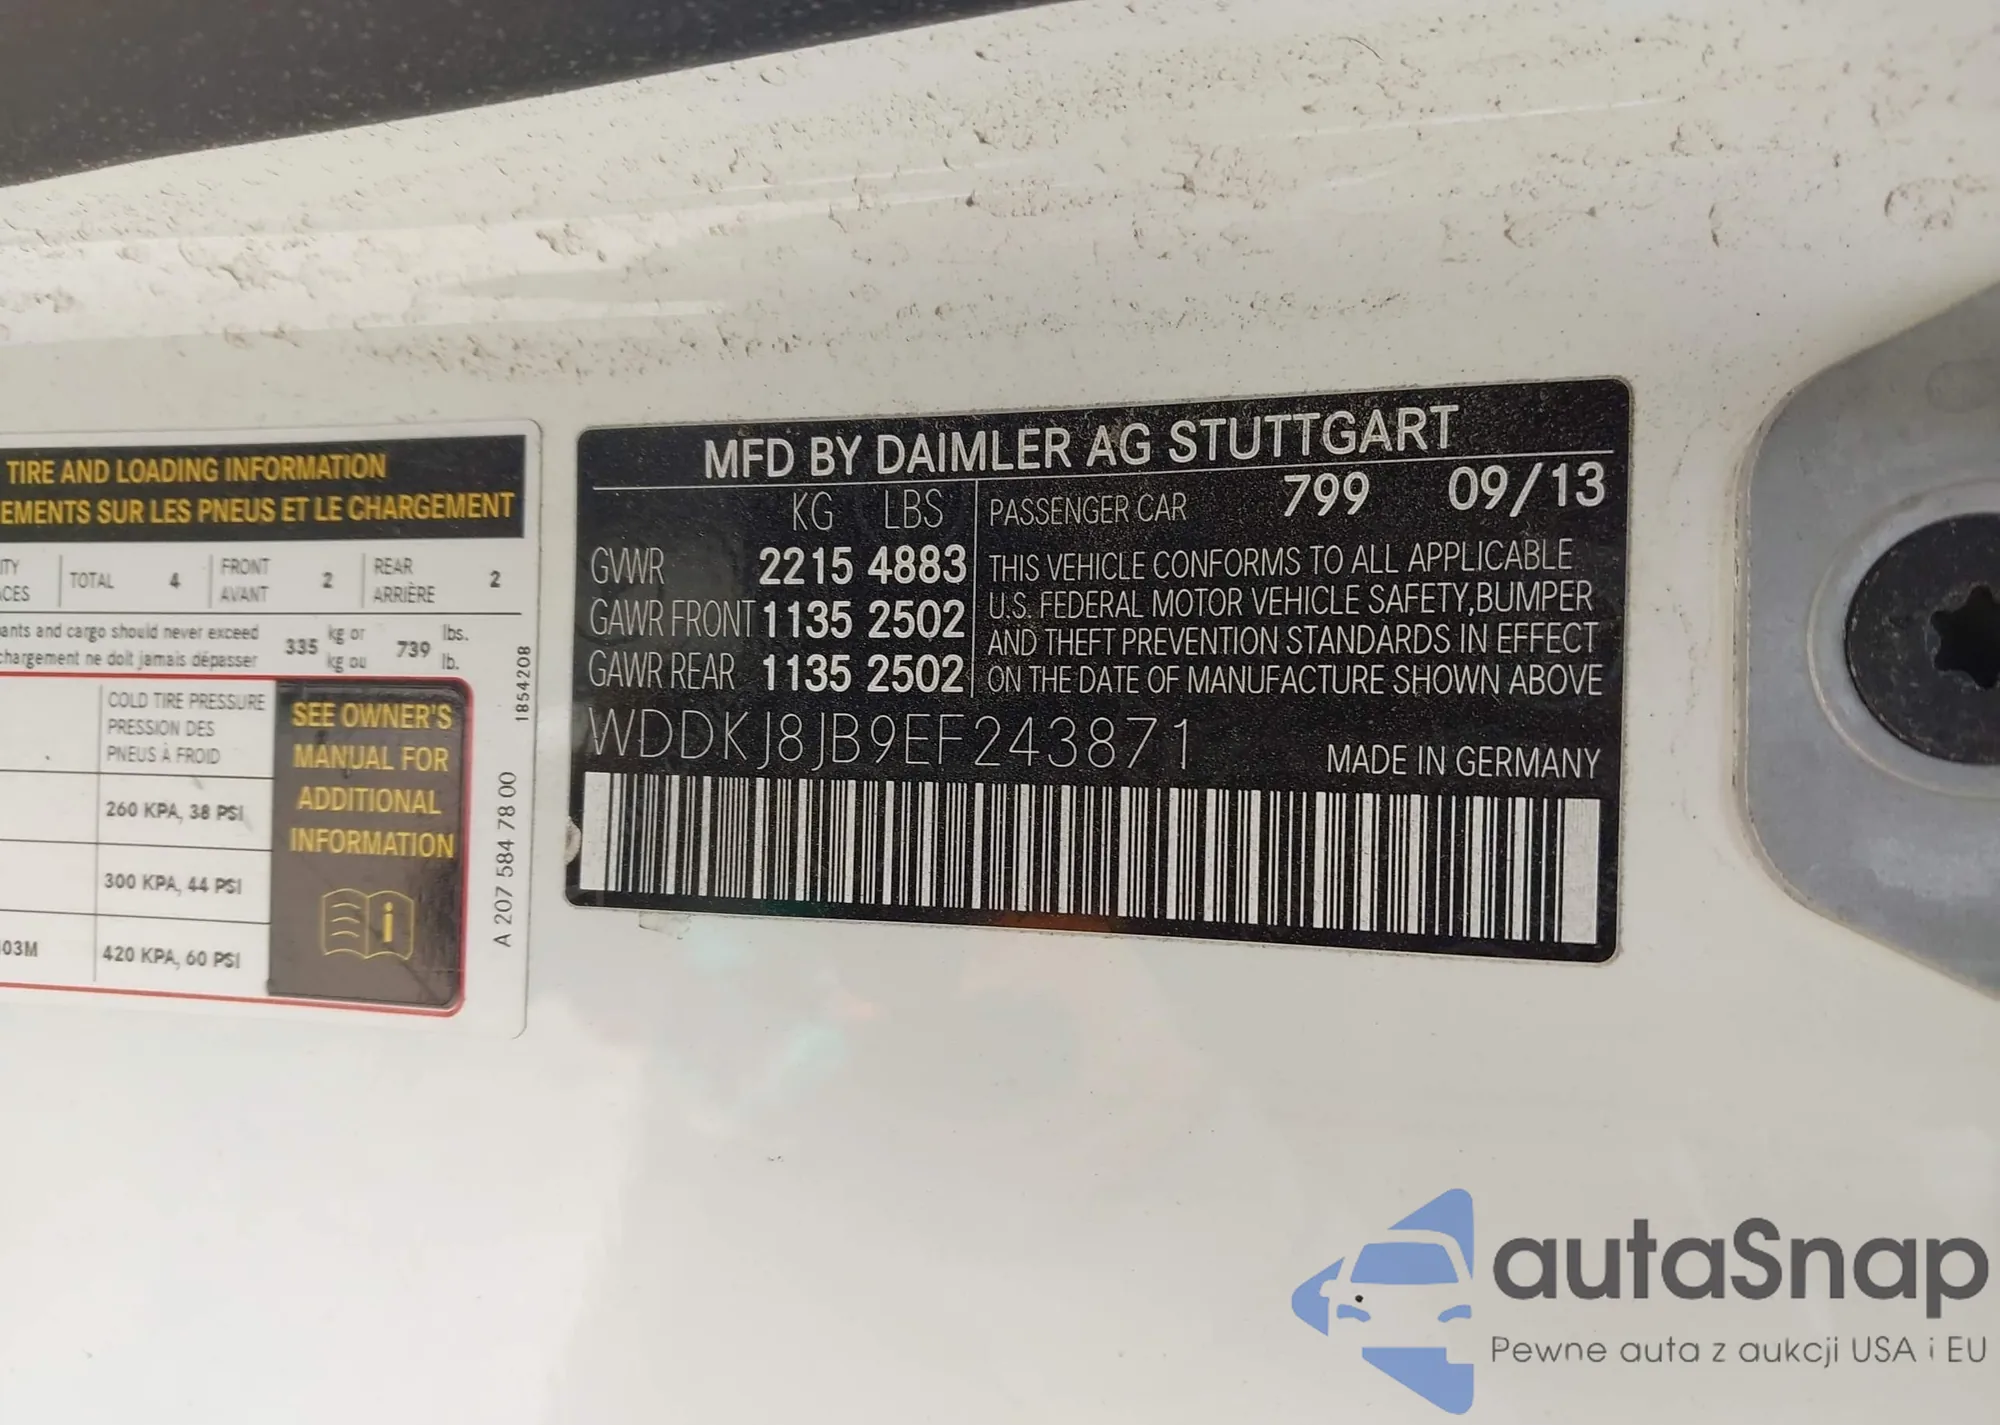 TIRE AND LOADING INFORMATION
EMENTS SUR LES PNEUS ET LE CHARGEMENT
TOTAL 4 FRONT AVANT 2 REAR ARRIÈRE 2
ants and cargo should never exceed
chargement ne doit jamais dépasser
335 kg or 739 lbs.
kg ou lb.
COLD TIRE PRESSURE
PRESSION DES
PNEUS À FROID
260 KPA, 38 PSI
300 KPA, 44 PSI
03M 420 KPA, 60 PSI
SEE OWNER'S
MANUAL FOR
ADDITIONAL
INFORMATION
i
A 207 584 78 00
1854208
MFD BY DAIMLER AG STUTTGART
KG LBS
GVWR 2215 4883
GAWR FRONT 1135 2502
GAWR REAR 1135 2502
PASSENGER CAR 799 09/13
THIS VEHICLE CONFORMS TO ALL APPLICABLE
U.S. FEDERAL MOTOR VEHICLE SAFETY, BUMPER
AND THEFT PREVENTION STANDARDS IN EFFECT
ON THE DATE OF MANUFACTURE SHOWN ABOVE
WDDKJ8JB9EF243871
MADE IN GERMANY
autaSnap
Pewne auta z aukcji USA i EU